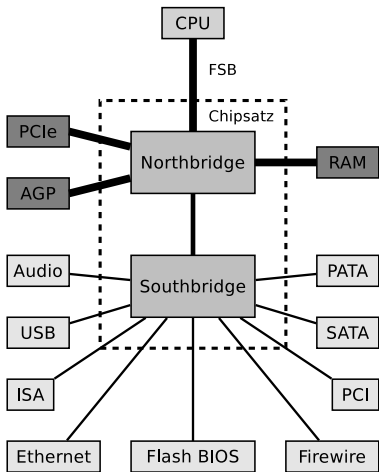 CPU
FSB
Chipsatz
PCIe
Northbridge
RAM
AGP
Audio
PATA
Southbridge
USB
SATA
ISA
PCI
Ethernet
Flash BIOS
Firewire